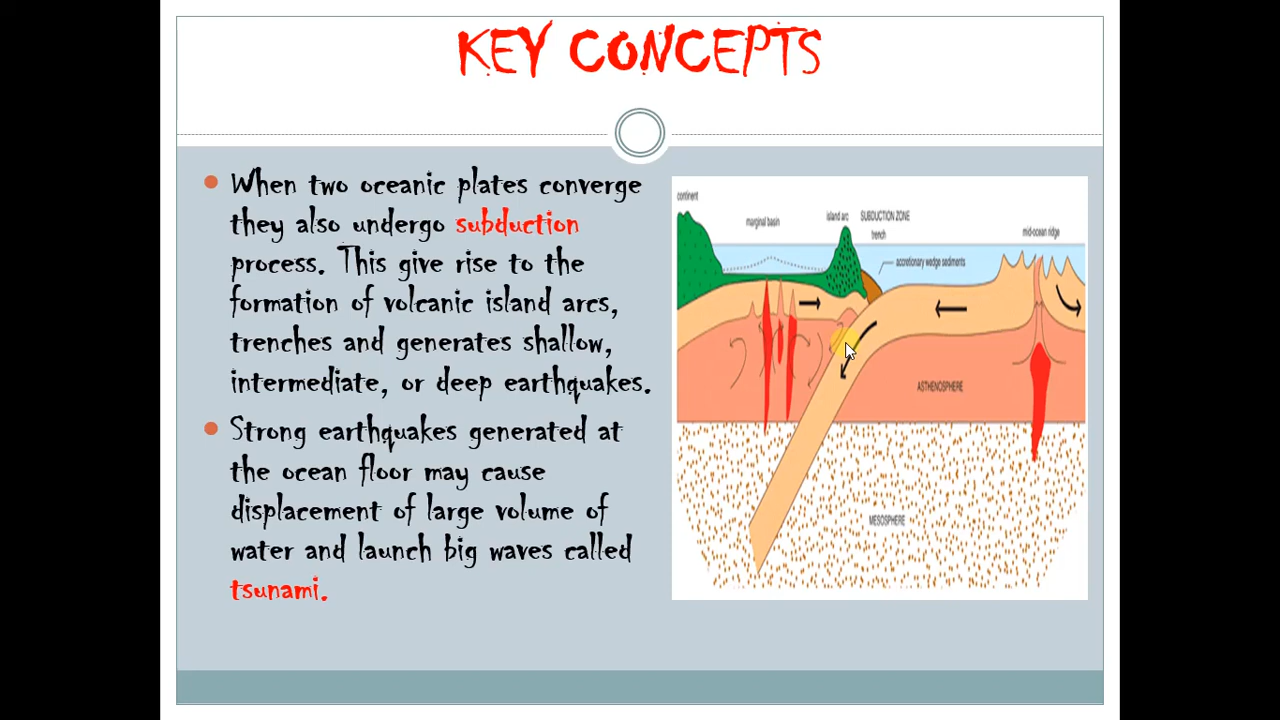 KEY CONCEPTS
When two oceanic plates converge
they also undergo subduction
process. This give rise to the
formation of volcanic island arcs,
trenches and generates shallow,
intermediate, or deep earthquakes.
Strong earthquakes generated at
the ocean floor may cause
displacement of large volume of
water and launch big waves called
tsunami.
continent
marginal basin
island arc
SUBDUCTION ZONE
trench
mid-ocean ridge
accretionary wedge sediments
ASTHENOSPHERE
MESOSPHERE